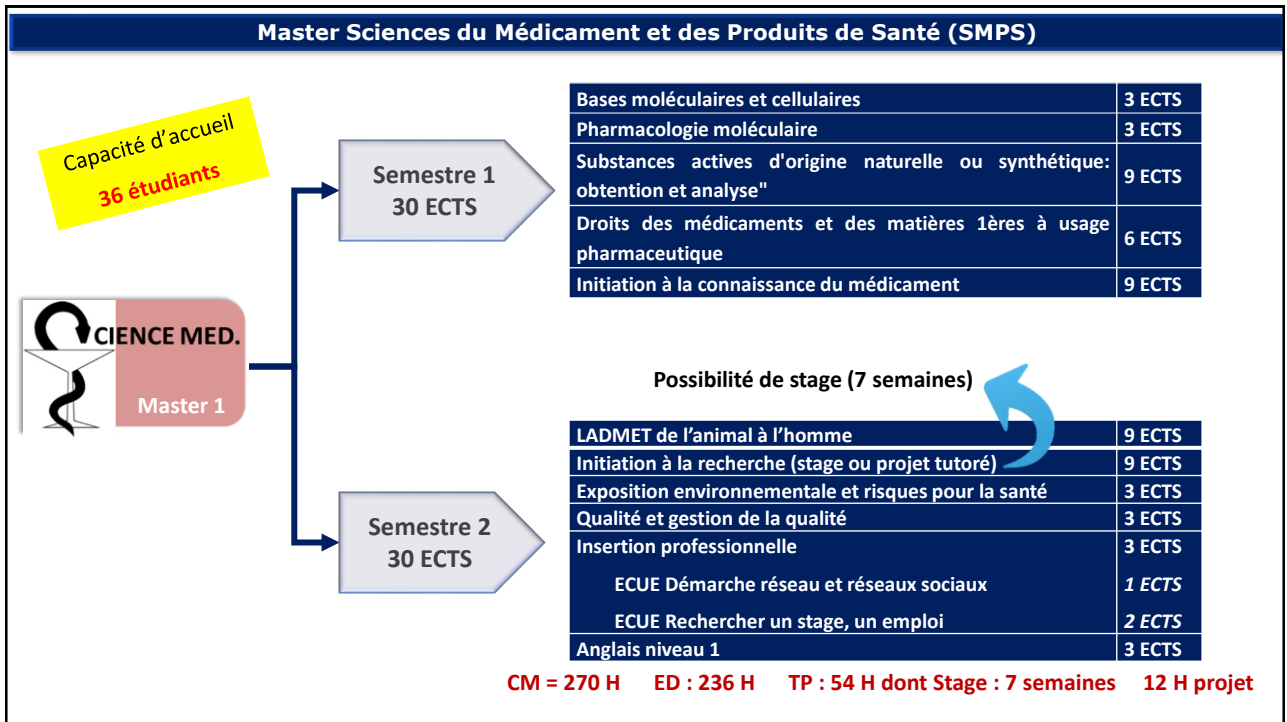 Master Sciences du Médicament et des Produits de Santé (SMPS)
Capacité d'accueil
36 étudiants
Semestre 1
30 ECTS
Bases moléculaires et cellulaires 3 ECTS
Pharmacologie moléculaire 3 ECTS
Substances actives d'origine naturelle ou synthétique:
obtention et analyse" 9 ECTS
Droits des médicaments et des matières 1ères à usage
pharmaceutique 6 ECTS
Initiation à la connaissance du médicament 9 ECTS
CIENCE MED.
Master 1
Possibilité de stage (7 semaines)
Semestre 2
30 ECTS
LADMET de l'animal à l'homme 9 ECTS
Initiation à la recherche (stage ou projet tutoré) 9 ECTS
Exposition environnementale et risques pour la santé 3 ECTS
Qualité et gestion de la qualité 3 ECTS
Insertion professionnelle 3 ECTS
ECUE Démarche réseau et réseaux sociaux 1 ECTS
ECUE Rechercher un stage, un emploi 2 ECTS
Anglais niveau 1 3 ECTS
CM = 270 H ED : 236 H TP : 54 H dont Stage : 7 semaines 12 H projet